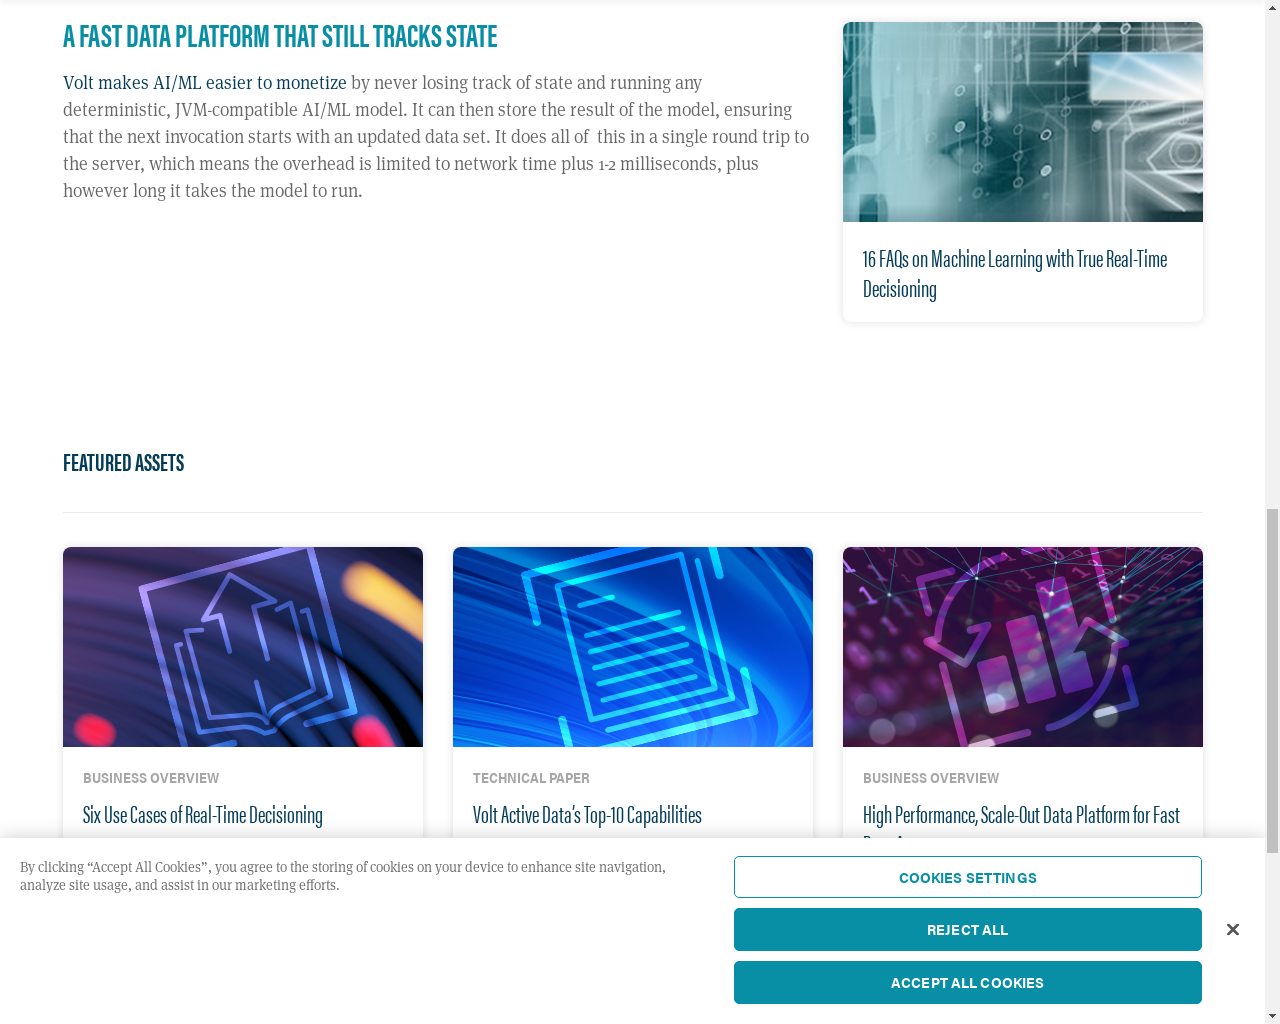 A FAST DATA PLATFORM THAT STILL TRACKS STATE
Volt makes AI/ML easier to monetize by never losing track of state and running any
deterministic, JVM-compatible AI/ML model. It can then store the result of the model, ensuring
that the next invocation starts with an updated data set. It does all of  this in a single round trip to
the server, which means the overhead is limited to network time plus 1-2 milliseconds, plus
however long it takes the model to run.
16 FAQs on Machine Learning with True Real-Time
Decisioning
FEATURED ASSETS
BUSINESS OVERVIEW
Six Use Cases of Real-Time Decisioning
TECHNICAL PAPER
Volt Active Data's Top-10 Capabilities
BUSINESS OVERVIEW
High Performance, Scale-Out Data Platform for Fast
By clicking “Accept All Cookies”, you agree to the storing of cookies on your device to enhance site navigation,
analyze site usage, and assist in our marketing efforts.
COOKIES SETTINGS
REJECT ALL
ACCEPT ALL COOKIES